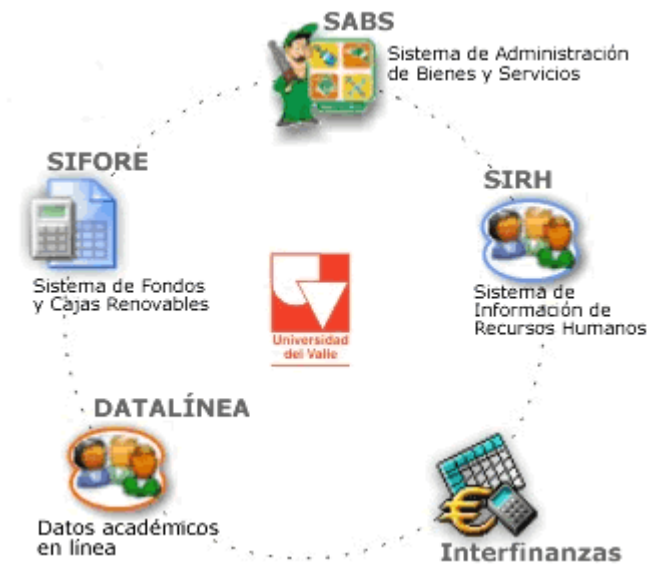 SABS
Sistema de Administración
de Bienes y Servicios
SIFORE
Sistema de Fondos
y Cajas Renovables
SIRH
Sistema de
Información de
Recursos Humanos
Universidad
del Valle
DATALÍNEA
Datos académicos
en línea
Interfinanzas